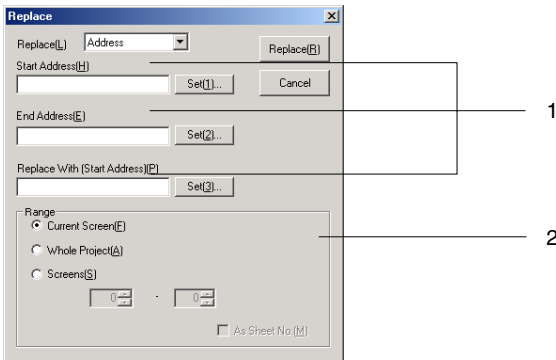 Replace
Replace(L) Address Replace(R)
Start Address(H)
Set(1)... Cancel
1
End Address(E)
Set(2)...
Replace With (Start Address)(P)
Set(3)...
Range
Current Screen(F)
2
Whole Project(A)
Screens(S)
0 - 0
As Sheet No.(M)